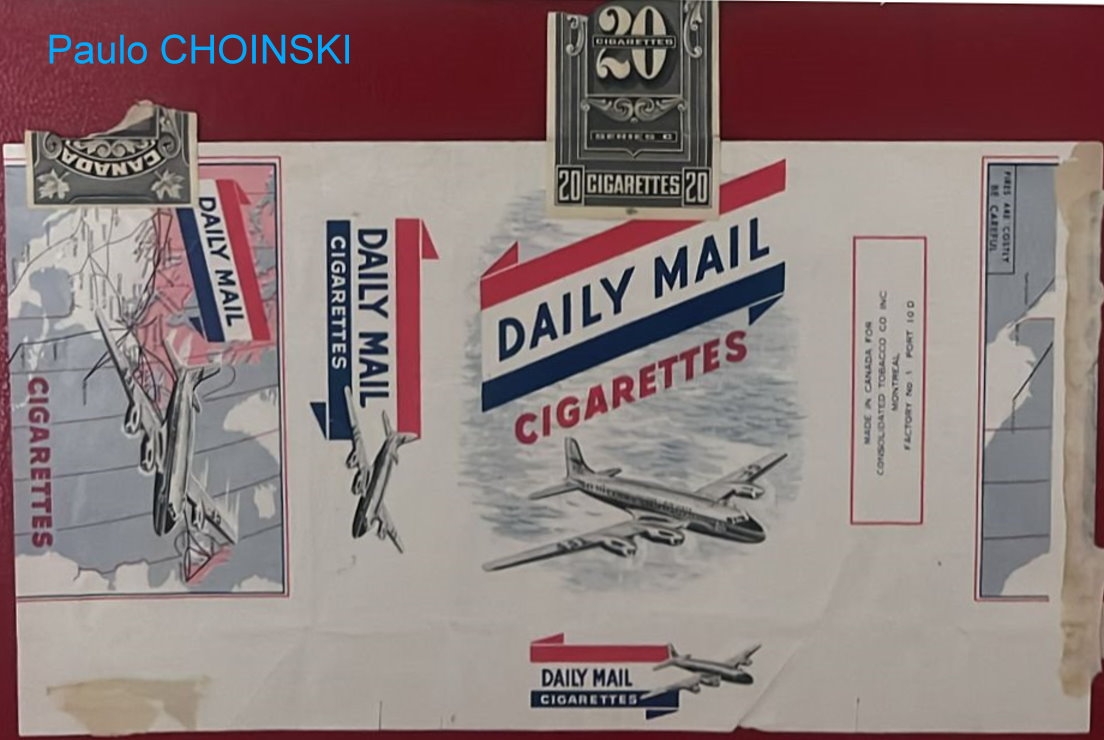 Paulo CHOINSKI
20
CIGARETTES
SERIES C
20 CIGARETTES 20
CANADA
DAILY MAIL
CIGARETTES
DAILY MAIL
CIGARETTES
DAILY MAIL
CIGARETTES
MADE IN CANADA FOR
CONSOLIDATED TOBACCO CO INC
MONTREAL
FACTORY No 1 PORT 10 D
FIRES ARE COSTLY
BE CAREFUL
DAILY MAIL
CIGARETTES